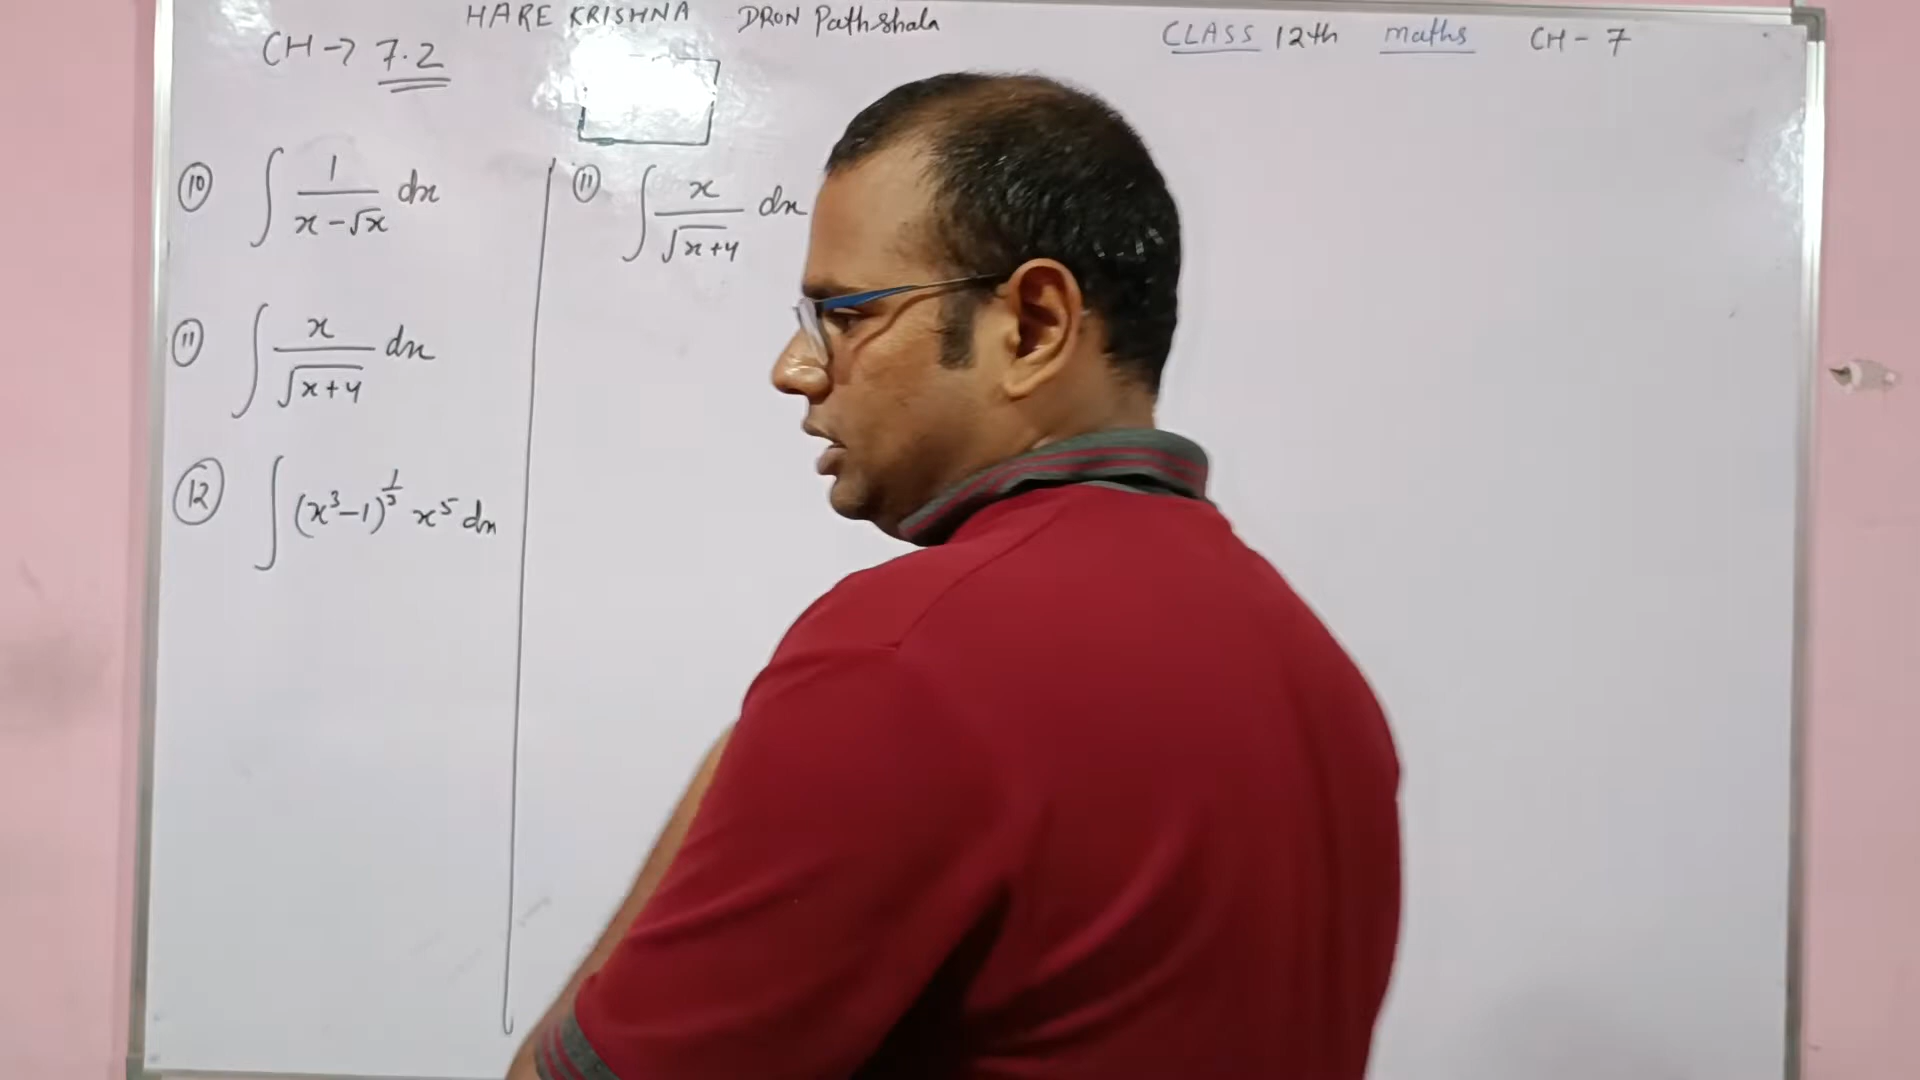 HARE KRISHNA DRON Pathshala
CLASS 12th maths CH - 7
CH → 7.2
⑩ ∫ 1/(x - √x) dx
⑪ ∫ x/√(x+4) dx
⑫ ∫ (x³-1)^(1/3) x⁵ dx
⑪ ∫ x/√(x+4) dx